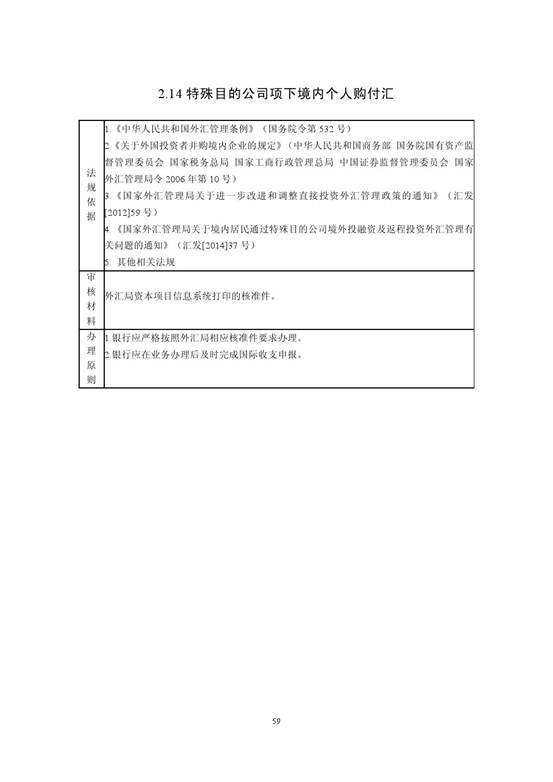 2.14 特殊目的公司项下境内个人购付汇
法规依据
1.《中华人民共和国外汇管理条例》（国务院令第 532 号）
2.《关于外国投资者并购境内企业的规定》（中华人民共和国商务部 国务院国有资产监
督管理委员会 国家税务总局 国家工商行政管理总局 中国证券监督管理委员会 国家
外汇管理局令 2006 年第 10 号）
3.《国家外汇管理局关于进一步改进和调整直接投资外汇管理政策的通知》（汇发
[2012]59 号）
4.《国家外汇管理局关于境内居民通过特殊目的公司境外投融资及返程投资外汇管理有
关问题的通知》（汇发[2014]37 号）
5. 其他相关法规
审核材料
外汇局资本项目信息系统打印的核准件。
办理原则
1.银行应严格按照外汇局相应核准件要求办理。
2.银行应在业务办理后及时完成国际收支申报。
59